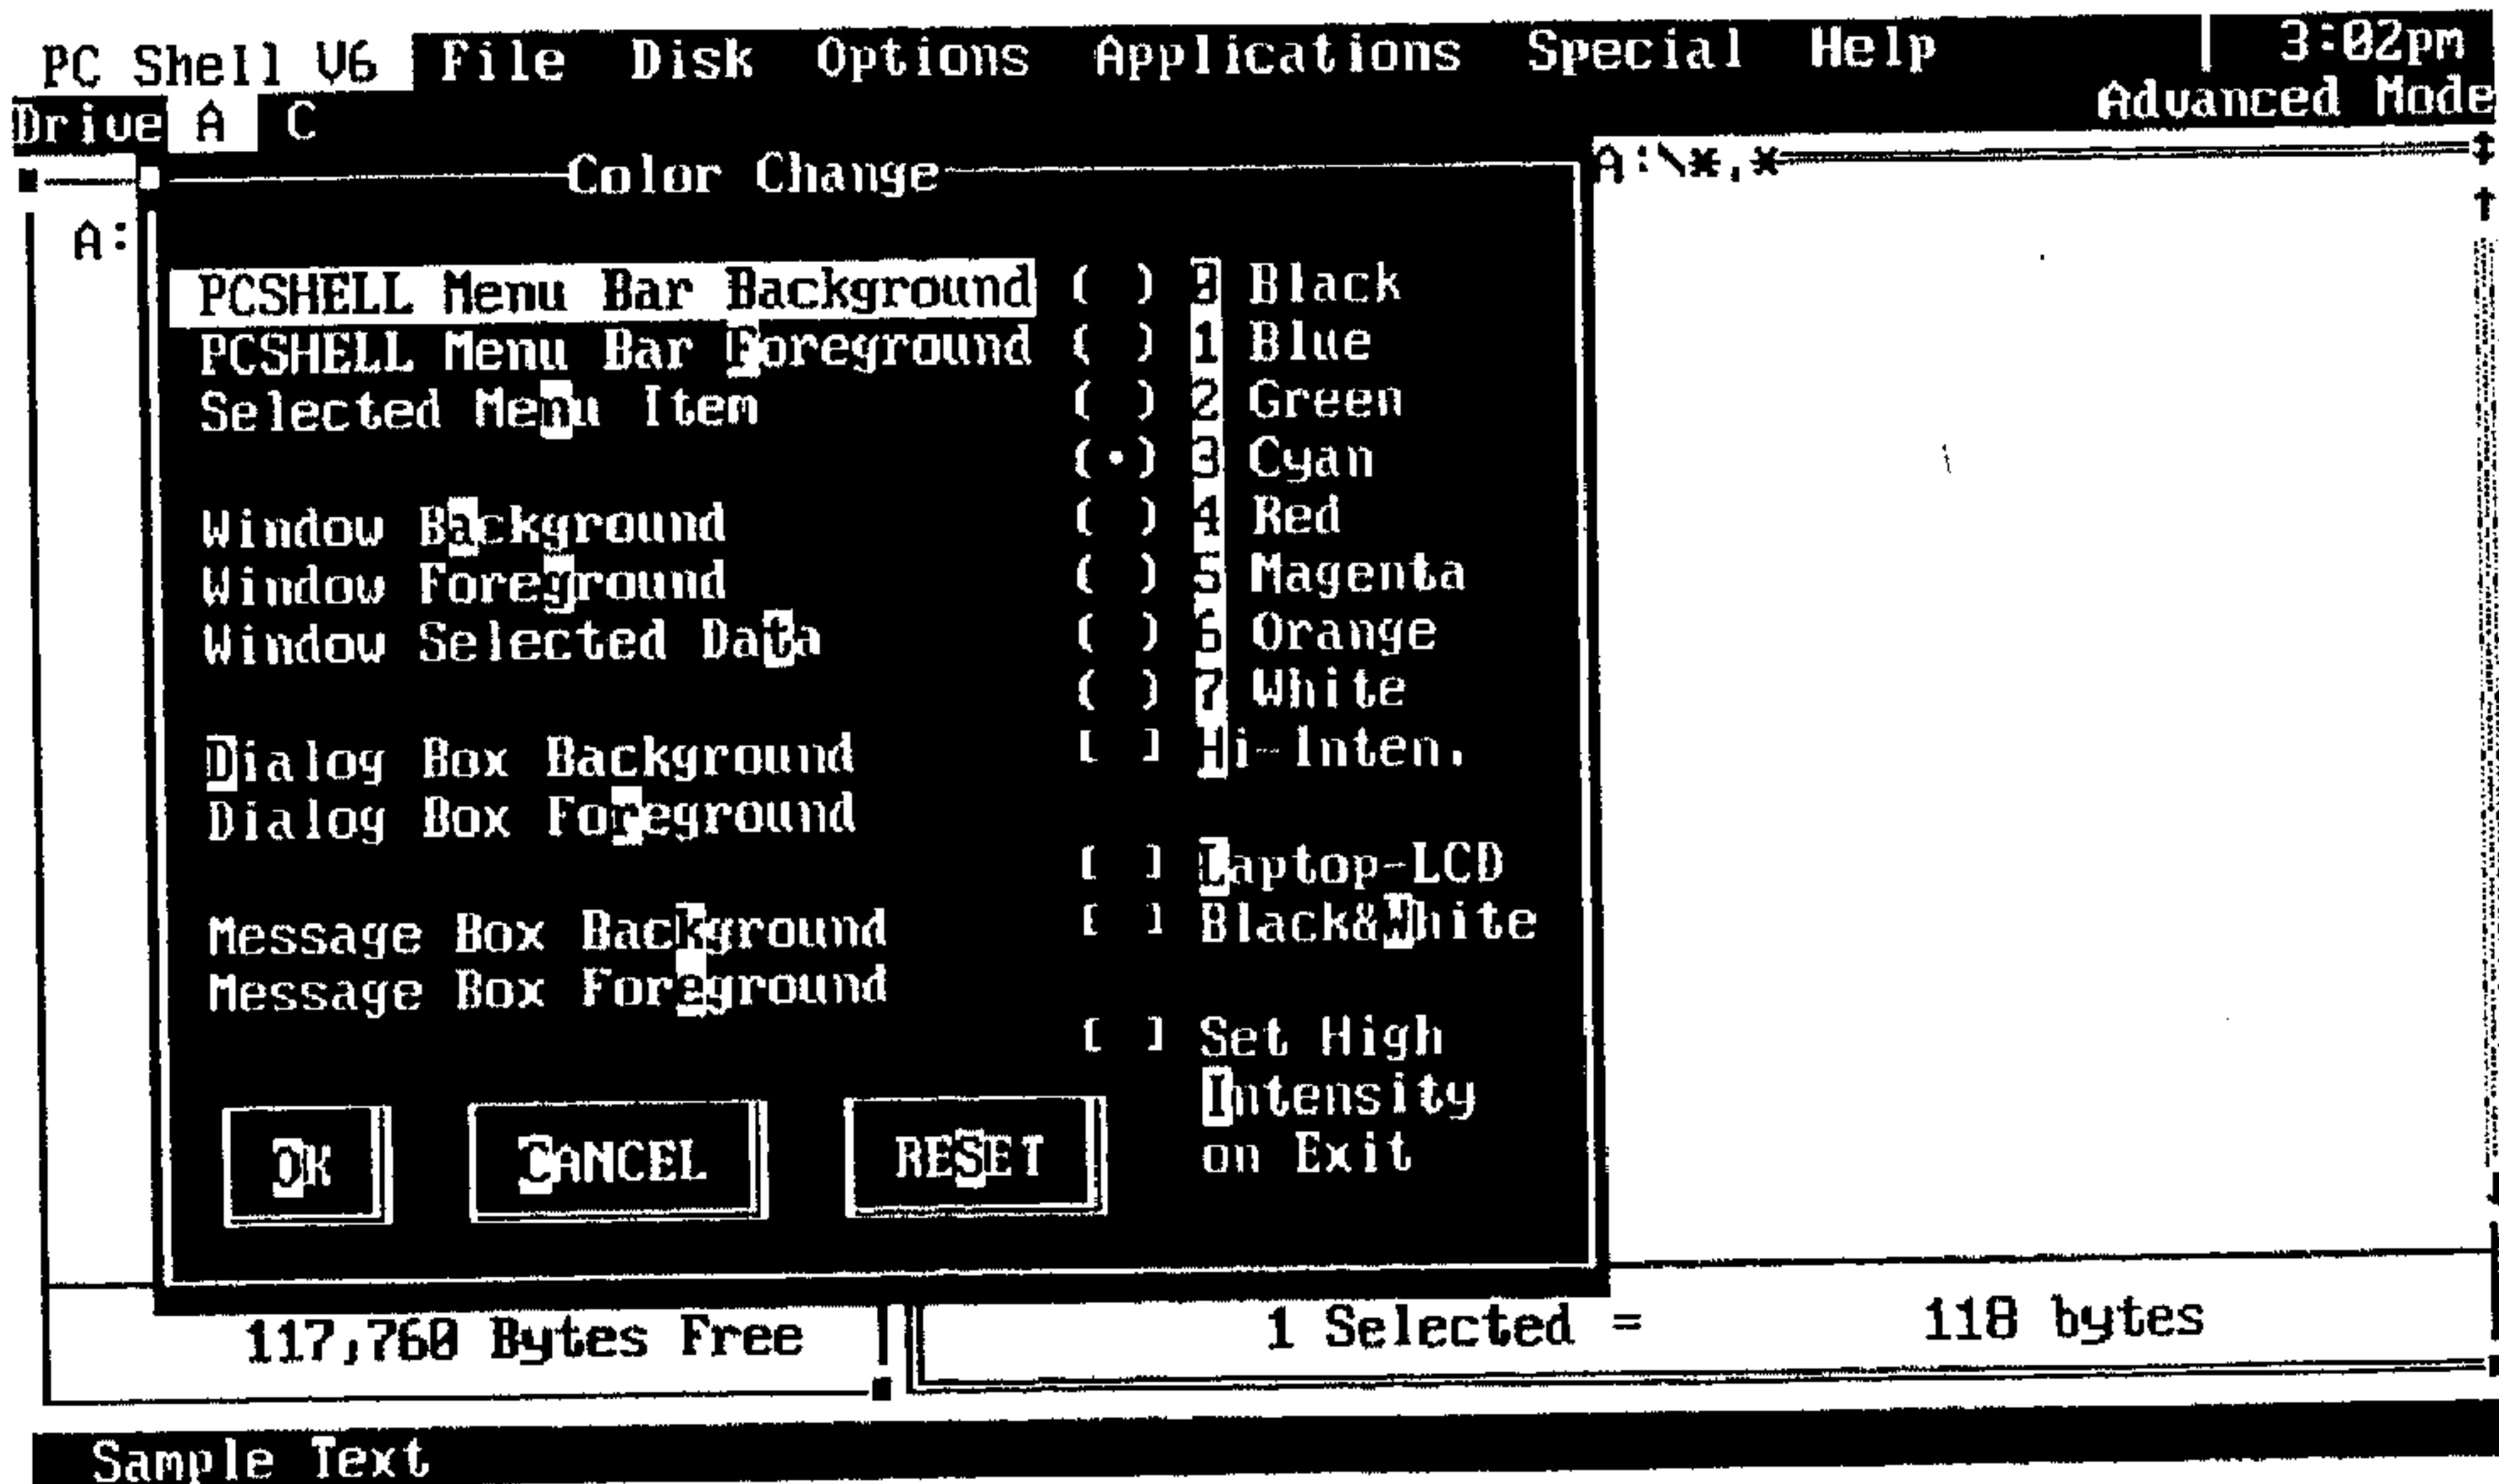 PC Shell V6 File Disk Options Applications Special Help 3:02pm
Drive A C Advanced Mode
Color Change A:\*.*
A:
PCSHELL Menu Bar Background ( ) 0 Black
PCSHELL Menu Bar Foreground ( ) 1 Blue
Selected Menu Item ( ) 2 Green
(•) 3 Cyan
Window Background ( ) 4 Red
Window Foreground ( ) 5 Magenta
Window Selected Data ( ) 6 Orange
( ) 7 White
Dialog Box Background [ ] Hi-Inten.
Dialog Box Foreground
[ ] Laptop-LCD
Message Box Background [ ] Black&White
Message Box Foreground
[ ] Set High
Intensity
OK CANCEL RESET on Exit
117,760 Bytes Free 1 Selected = 118 bytes
Sample Text